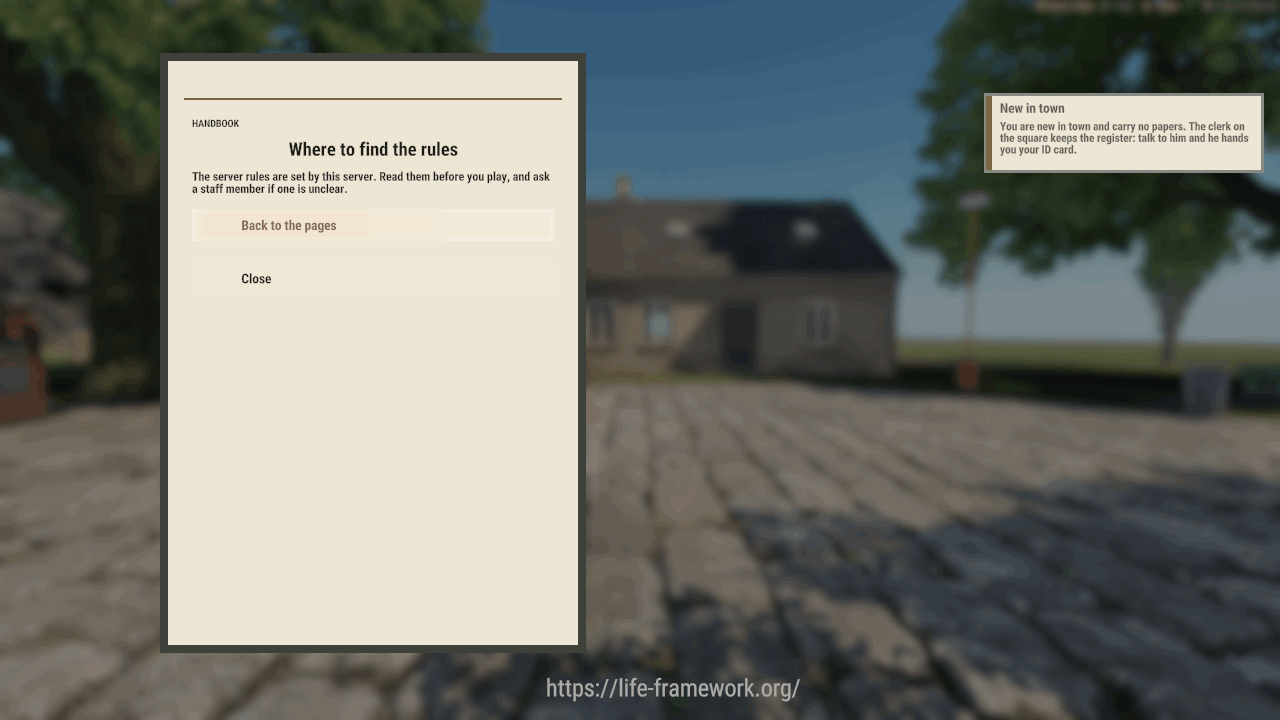 HANDBOOK
Where to find the rules
The server rules are set by this server. Read them before you play, and ask
a staff member if one is unclear.
Back to the pages
Close
New in town
You are new in town and carry no papers. The clerk on
the square keeps the register: talk to him and he hands
you your ID card.
https://life-framework.org/